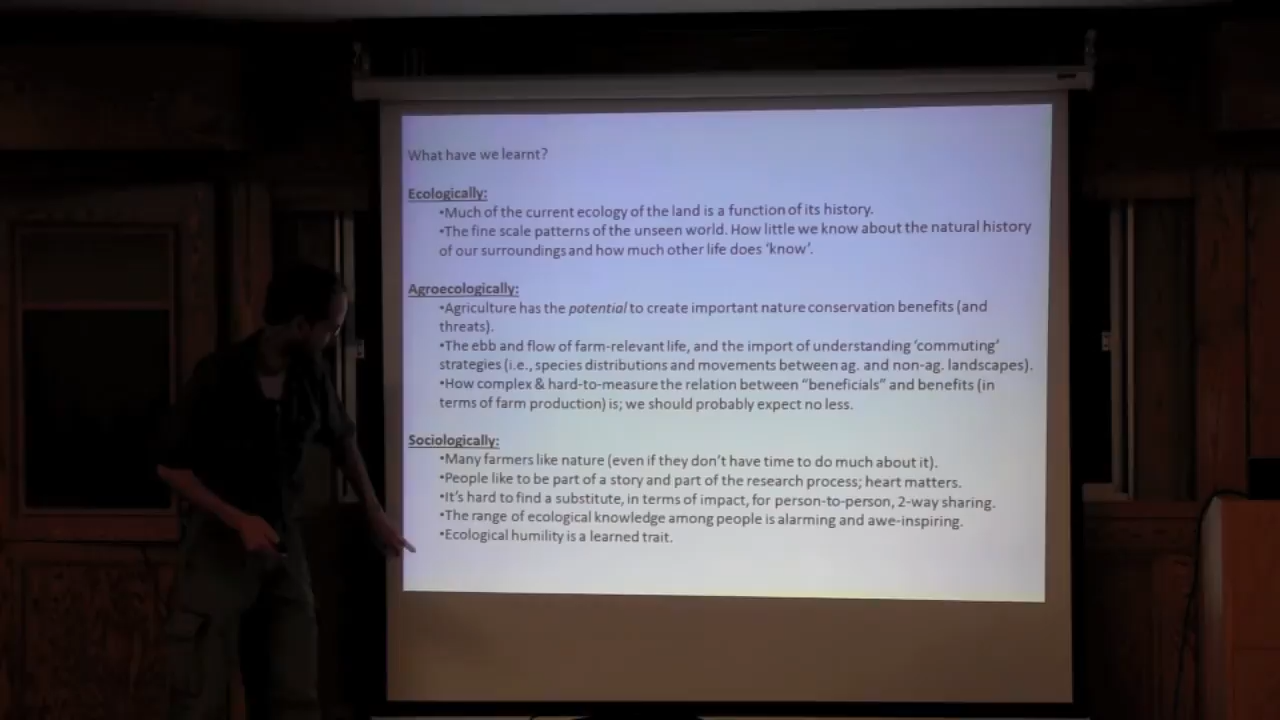 What have we learnt?
Ecologically:
•Much of the current ecology of the land is a function of its history.
•The fine scale patterns of the unseen world. How little we know about the natural history
of our surroundings and how much other life does ‘know’.
Agroecologically:
•Agriculture has the potential to create important nature conservation benefits (and
threats).
•The ebb and flow of farm-relevant life, and the import of understanding ‘commuting’
strategies (i.e., species distributions and movements between ag. and non-ag. landscapes).
•How complex & hard-to-measure the relation between “beneficials” and benefits (in
terms of farm production) is; we should probably expect no less.
Sociologically:
•Many farmers like nature (even if they don’t have time to do much about it).
•People like to be part of a story and part of the research process; heart matters.
•It’s hard to find a substitute, in terms of impact, for person-to-person, 2-way sharing.
•The range of ecological knowledge among people is alarming and awe-inspiring.
•Ecological humility is a learned trait.